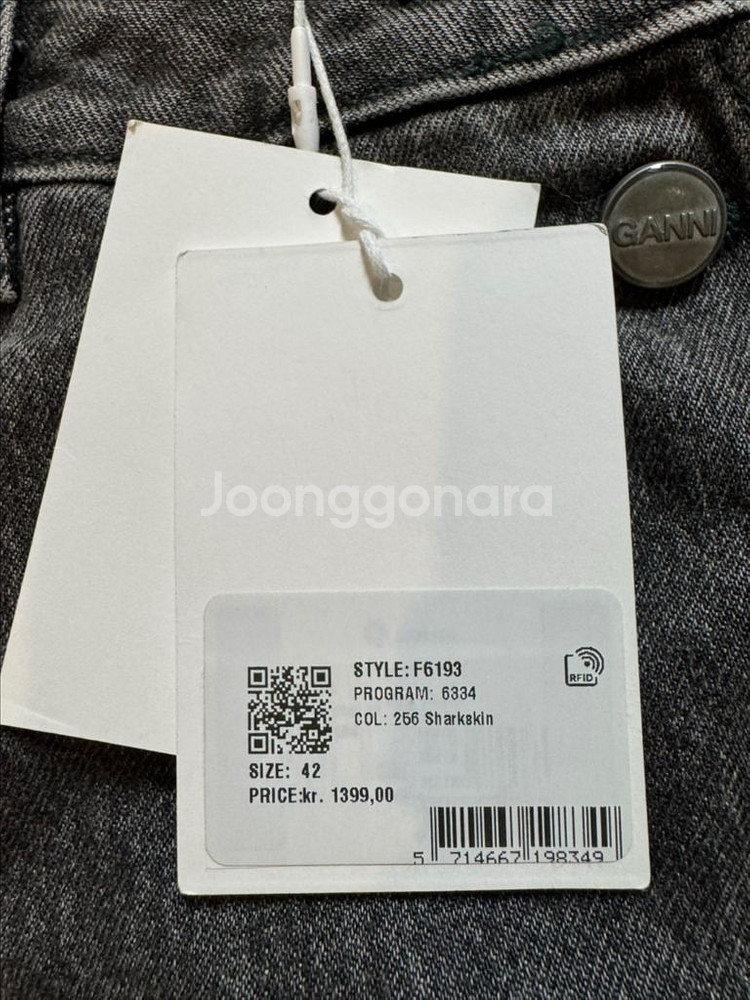 GANNI
Joonggonara
STYLE: F6193
PROGRAM: 6334
COL: 256 Sharkskin
RFID
SIZE: 42
PRICE:kr. 1399,00
5 714667 198349